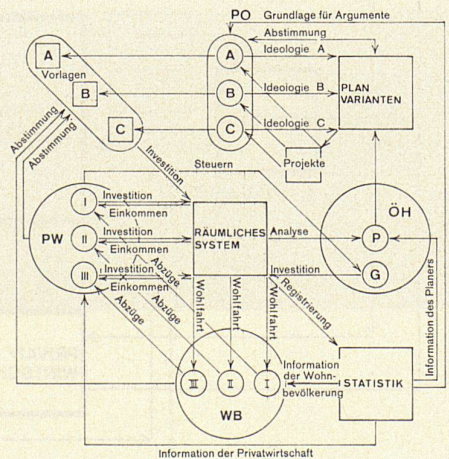 PO
Grundlage für Argumente
Abstimmung
A
A
Ideologie A
Vorlagen
B
B
Ideologie B
PLAN
VARIANTEN
C
C
Ideologie C
Abstimmung
Abstimmung
Investition
Projekte
Steuern
ÖH
I
Investition
Einkommen
PW
II
Investition
Einkommen
RÄUMLICHES
SYSTEM
Analyse
P
III
Investition
Einkommen
Investition
G
Abzüge
Abzüge
Abzüge
Wohlfahrt
Wohlfahrt
Wohlfahrt
Registrierung
Information des Planers
III
II
I
WB
Information
der Wohn-
bevölkerung
STATISTIK
Information der Privatwirtschaft